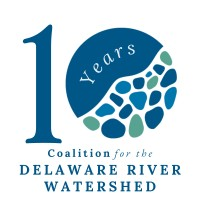 10
Years
Coalition for the
DELAWARE RIVER
WATERSHED